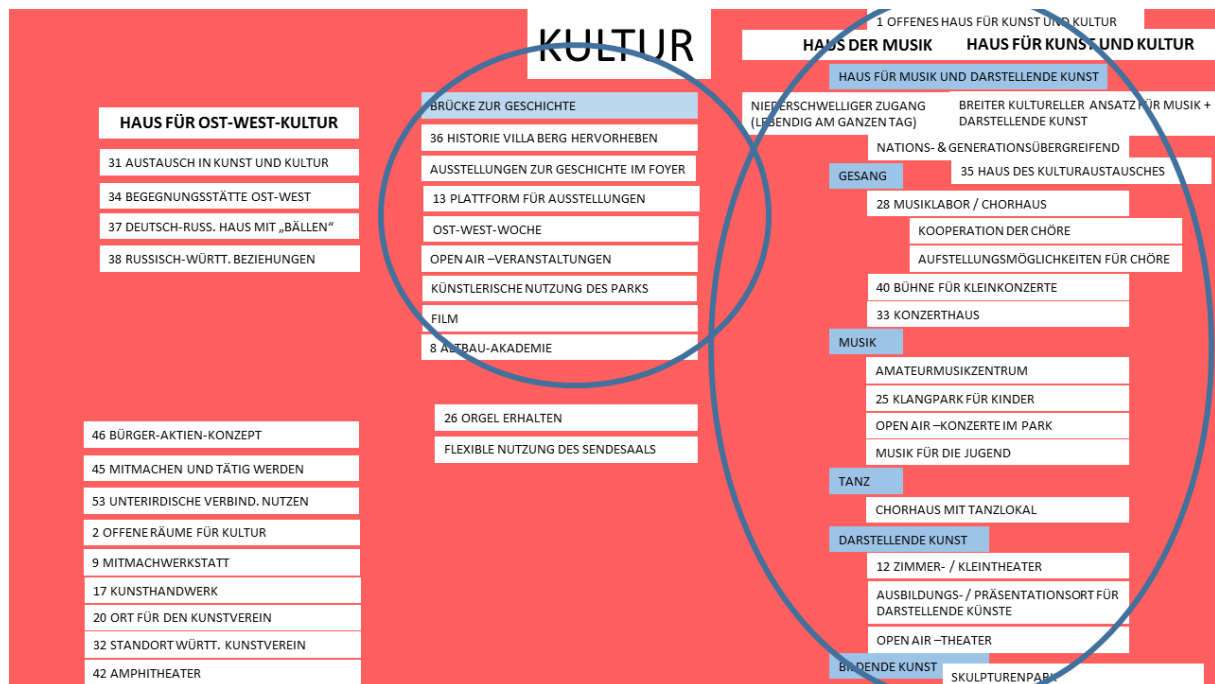 KULTUR
HAUS FÜR OST-WEST-KULTUR
31 AUSTAUSCH IN KUNST UND KULTUR
34 BEGEGNUNGSSTÄTTE OST-WEST
37 DEUTSCH-RUSS. HAUS MIT „BÄLLEN“
38 RUSSISCH-WÜRTT. BEZIEHUNGEN
46 BÜRGER-AKTIEN-KONZEPT
45 MITMACHEN UND TÄTIG WERDEN
53 UNTERIRDISCHE VERBIND. NUTZEN
2 OFFENE RÄUME FÜR KULTUR
9 MITMACHWERKSTATT
17 KUNSTHANDWERK
20 ORT FÜR DEN KUNSTVEREIN
32 STANDORT WÜRTT. KUNSTVEREIN
42 AMPHITHEATER
BRÜCKE ZUR GESCHICHTE
36 HISTORIE VILLA BERG HERVORHEBEN
AUSSTELLUNGEN ZUR GESCHICHTE IM FOYER
13 PLATTFORM FÜR AUSSTELLUNGEN
OST-WEST-WOCHE
OPEN AIR –VERANSTALTUNGEN
KÜNSTLERISCHE NUTZUNG DES PARKS
FILM
8 ALTBAU-AKADEMIE
26 ORGEL ERHALTEN
FLEXIBLE NUTZUNG DES SENDESAALS
1 OFFENES HAUS FÜR KUNST UND KULTUR
HAUS DER MUSIK
HAUS FÜR KUNST UND KULTUR
HAUS FÜR MUSIK UND DARSTELLENDE KUNST
NIEDERSCHWELLIGER ZUGANG
(LEBENDIG AM GANZEN TAG)
BREITER KULTURELLER ANSATZ FÜR MUSIK +
DARSTELLENDE KUNST
NATIONS- & GENERATIONSÜBERGREIFEND
GESANG
35 HAUS DES KULTURAUSTAUSCHES
28 MUSIKLABOR / CHORHAUS
KOOPERATION DER CHÖRE
AUFSTELLUNGSMÖGLICHKEITEN FÜR CHÖRE
40 BÜHNE FÜR KLEINKONZERTE
33 KONZERTHAUS
MUSIK
AMATEURMUSIKZENTRUM
25 KLANGPARK FÜR KINDER
OPEN AIR –KONZERTE IM PARK
MUSIK FÜR DIE JUGEND
TANZ
CHORHAUS MIT TANZLOKAL
DARSTELLENDE KUNST
12 ZIMMER- / KLEINTHEATER
AUSBILDUNGS- / PRÄSENTATIONSORT FÜR
DARSTELLENDE KÜNSTE
OPEN AIR –THEATER
BILDENDE KUNST
SKULPTURENPARK